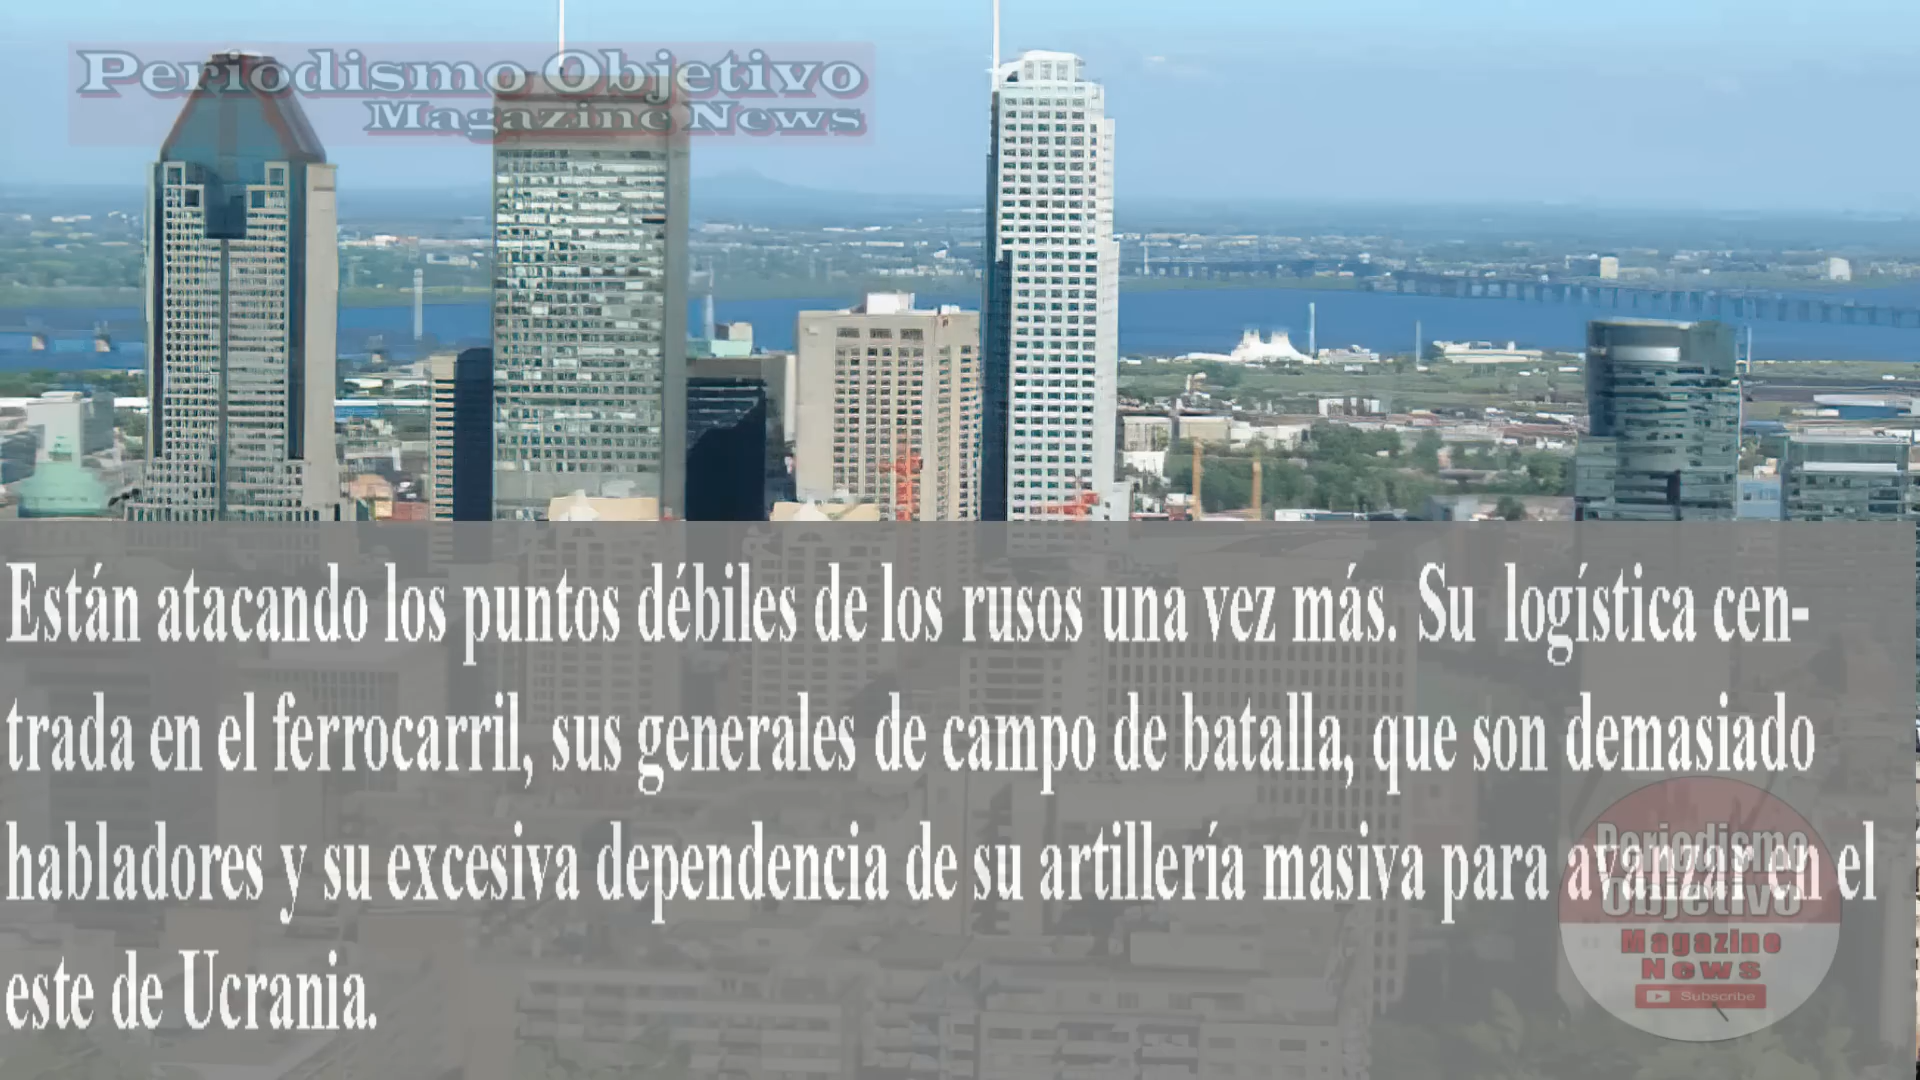 Periodismo Objetivo
Magazine News
Están atacando los puntos débiles de los rusos una vez más. Su logística cen-
trada en el ferrocarril, sus generales de campo de batalla, que son demasiado
habladores y su excesiva dependencia de su artillería masiva para avanzar en el
este de Ucrania.
Periodismo
Objetivo
Magazine
News
Subscribe